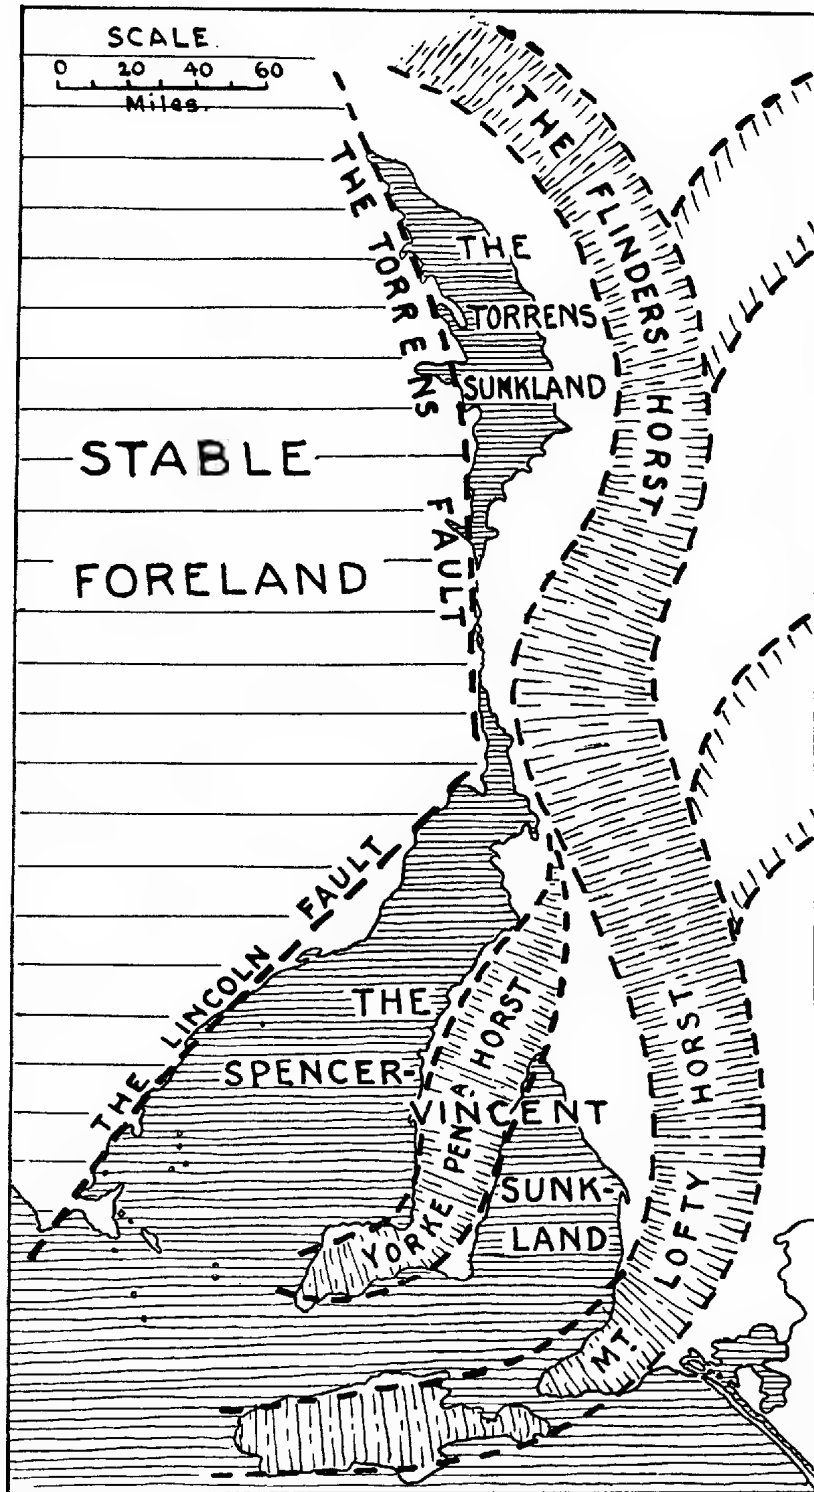 SCALE
0 20 40 60
Miles.
THE TORRENS FAULT
THE
TORRENS
SUNKLAND
THE FLINDERS HORST
STABLE
FORELAND
THE LINCOLN FAULT
THE
SPENCER-
VINCENT
SUNK-
LAND
YORKE PENA HORST
MT. LOFTY HORST